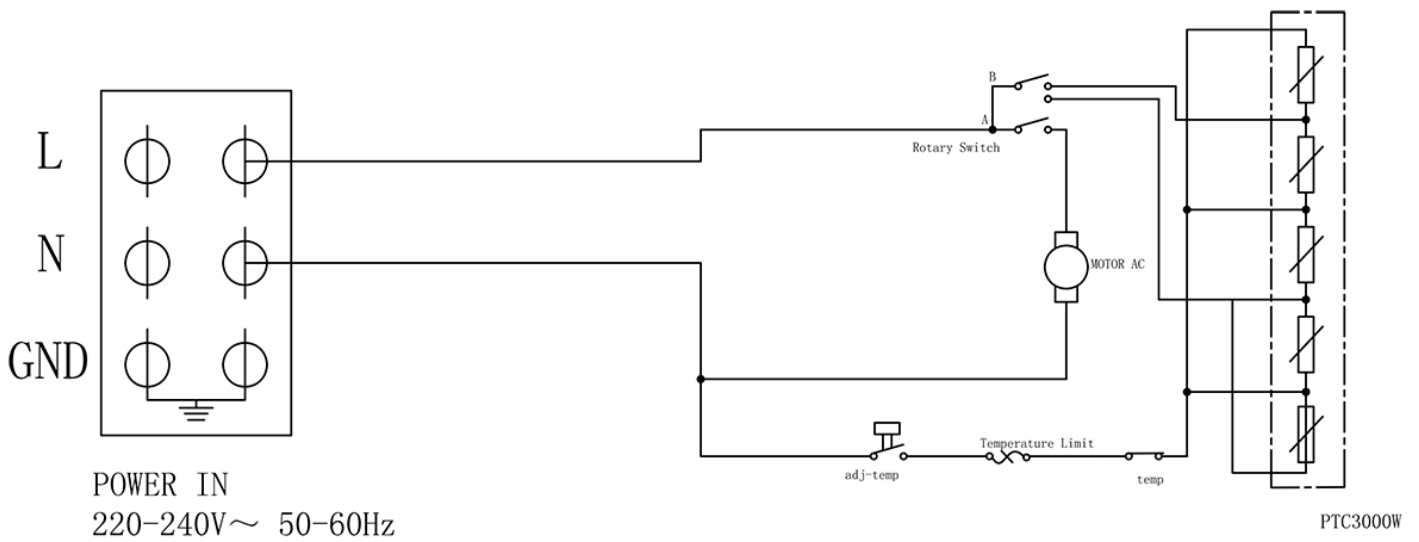 L
N
GND
POWER IN
220-240V～ 50-60Hz
B
A
Rotary Switch
MOTOR AC
adj-temp
Temperature Limit
temp
PTC3000W